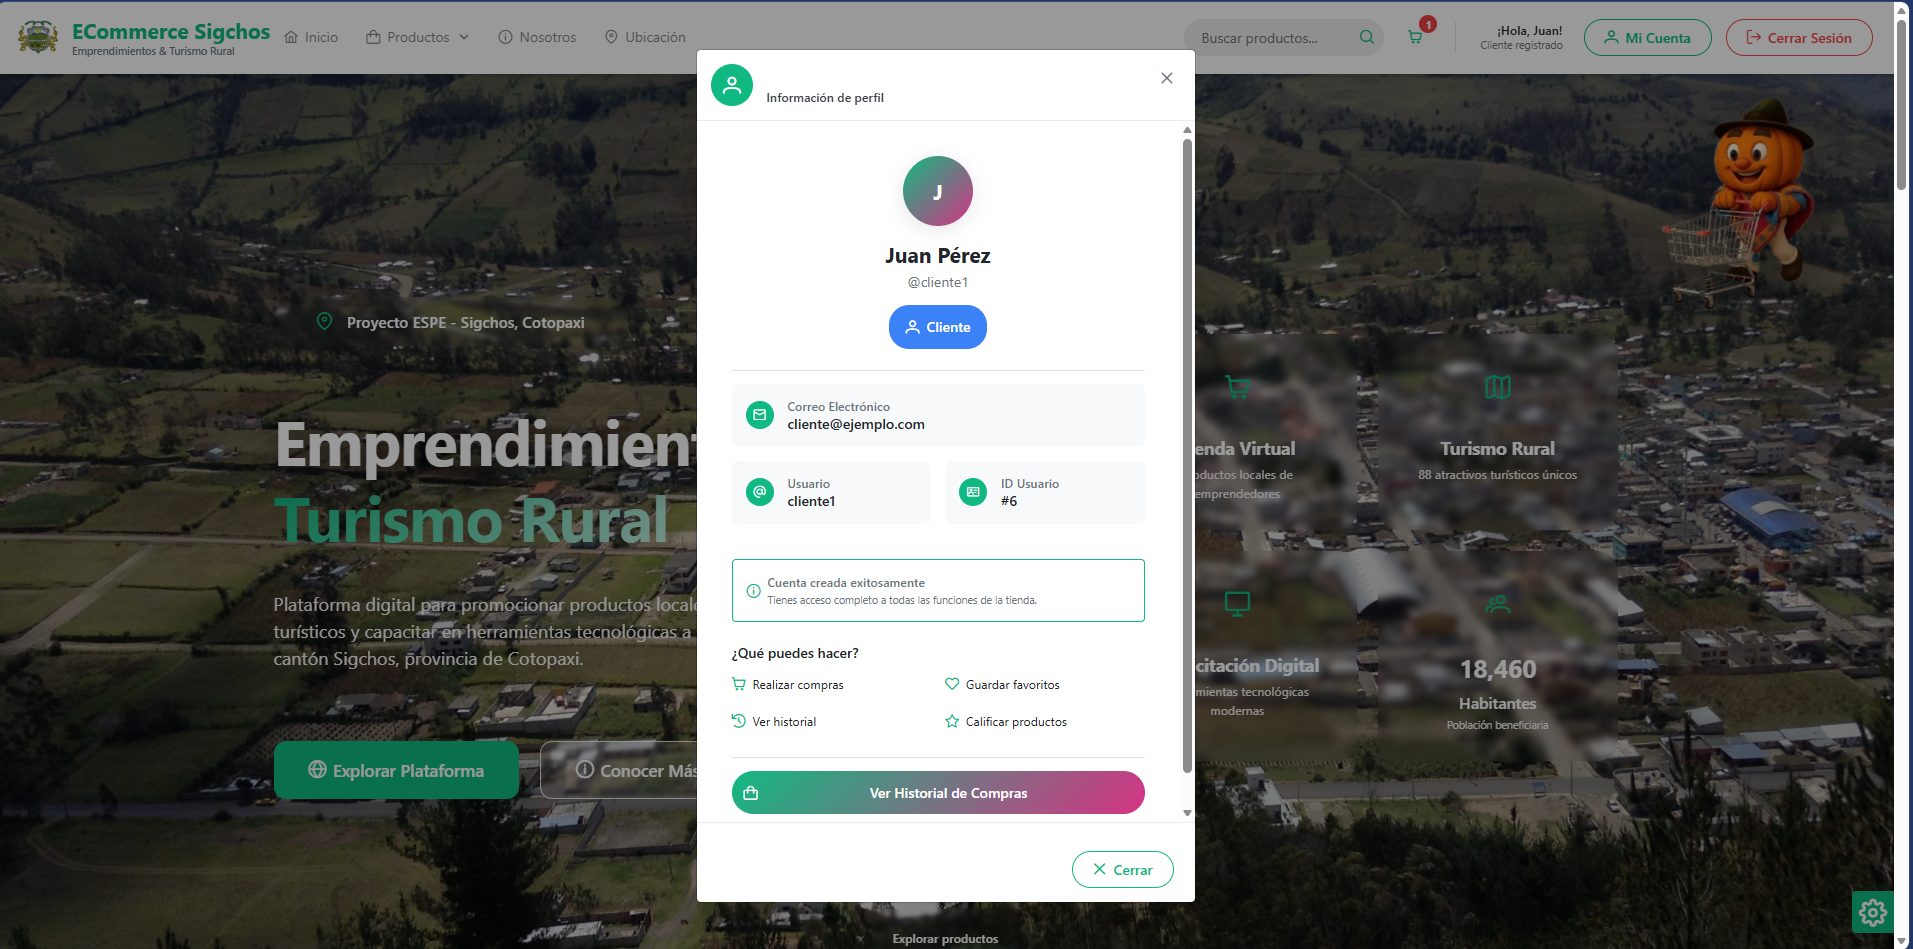 ECommerce Sigchos
Emprendimientos & Turismo Rural
Inicio
Productos
Nosotros
Ubicación
Buscar productos...
1
¡Hola, Juan!
Cliente registrado
Mi Cuenta
Cerrar Sesión
Información de perfil
J
Juan Pérez
@cliente1
Cliente
Correo Electrónico
cliente@ejemplo.com
Usuario
cliente1
ID Usuario
#6
Cuenta creada exitosamente
Tienes acceso completo a todas las funciones de la tienda.
¿Qué puedes hacer?
Realizar compras
Guardar favoritos
Ver historial
Calificar productos
Ver Historial de Compras
Cerrar
Proyecto ESPE - Sigchos, Cotopaxi
Emprendimient
Turismo Rural
Plataforma digital para promocionar productos locale
turísticos y capacitar en herramientas tecnológicas a
cantón Sigchos, provincia de Cotopaxi.
Explorar Plataforma
Conocer Más
enda Virtual
oductos locales de
emprendedores
Turismo Rural
88 atractivos turísticos únicos
citación Digital
mientas tecnológicas
modernas
18,460
Habitantes
Población beneficiaria
Explorar productos